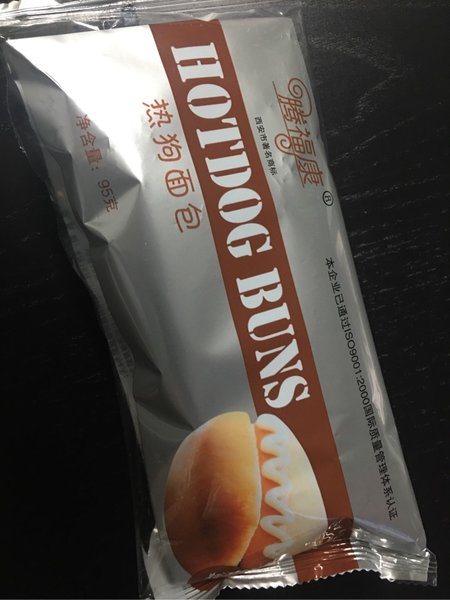 腾福康®
西安市著名商标
HOTDOG BUNS
热狗面包
净含量：95克
本企业已通过ISO9001:2000国际质量管理体系认证